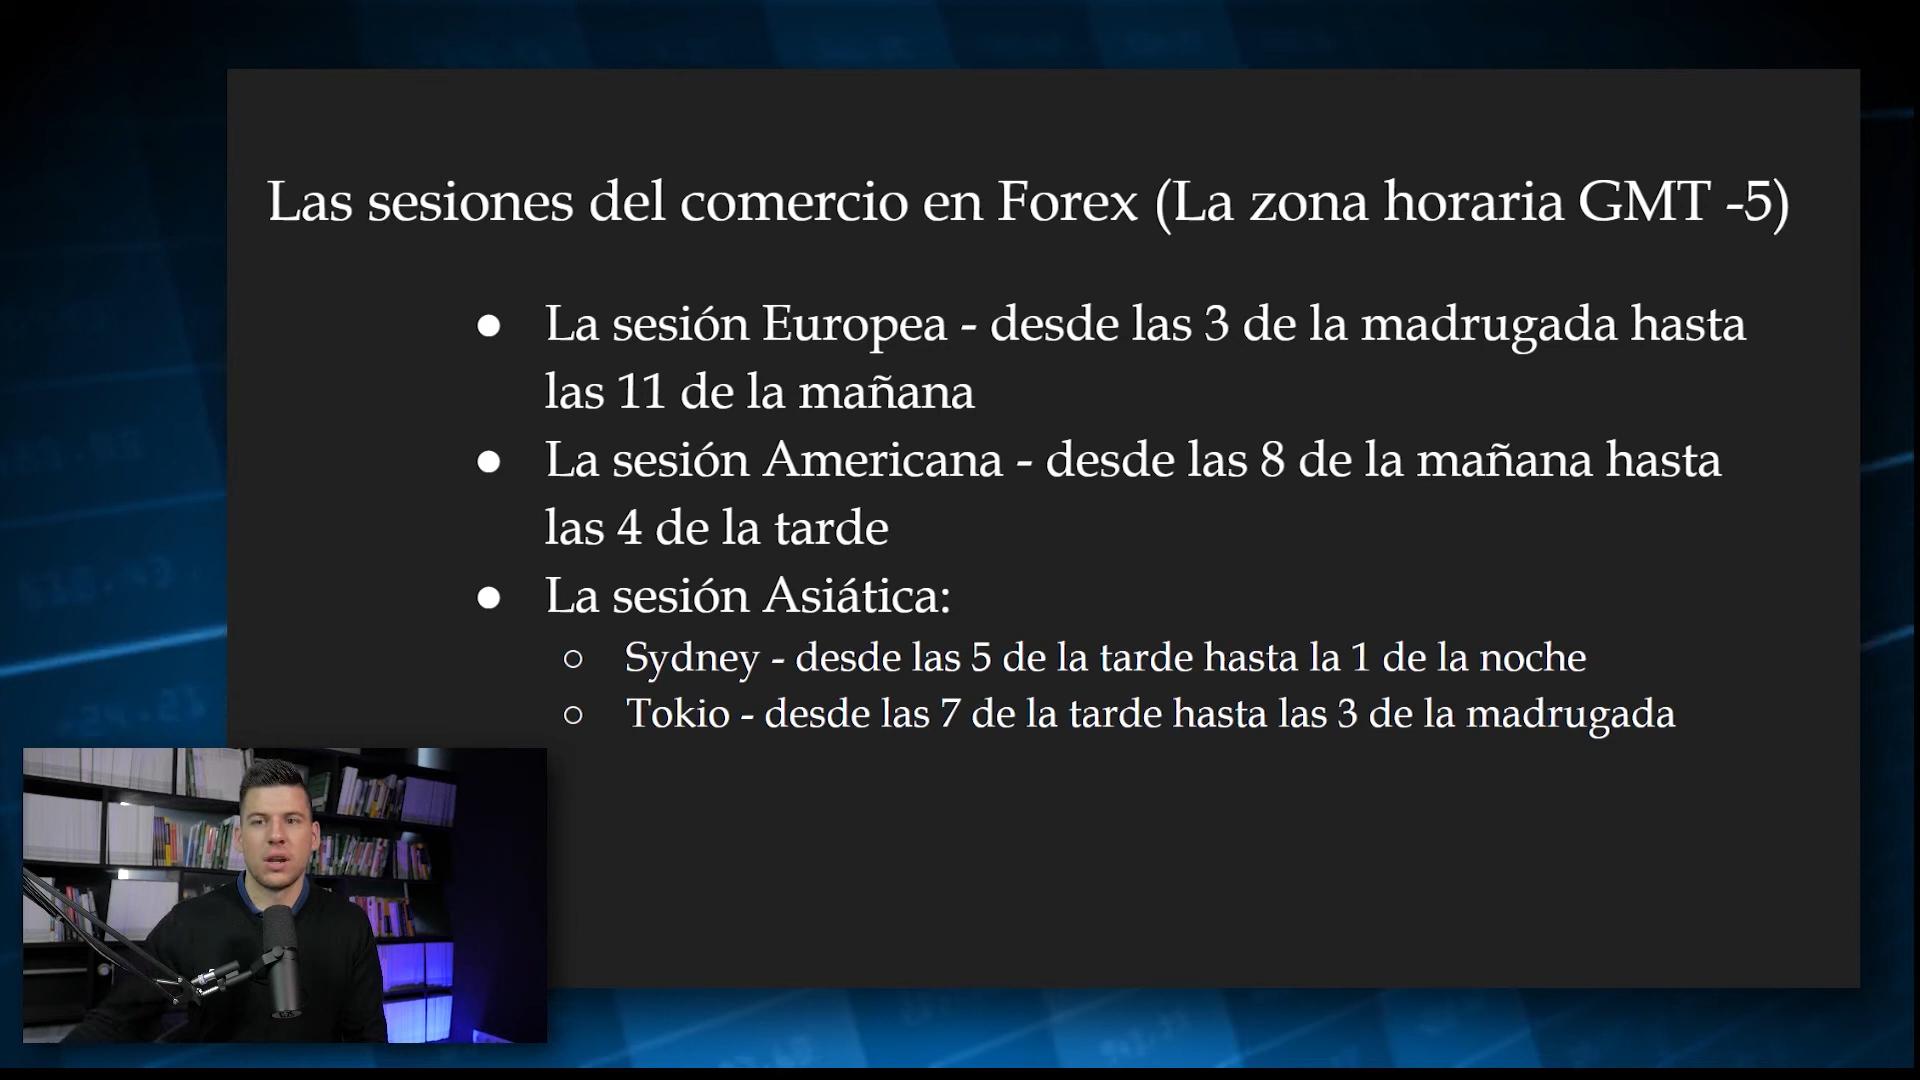 Las sesiones del comercio en Forex (La zona horaria GMT -5)
● La sesión Europea - desde las 3 de la madrugada hasta
las 11 de la mañana
● La sesión Americana - desde las 8 de la mañana hasta
las 4 de la tarde
● La sesión Asiática:
○ Sydney - desde las 5 de la tarde hasta la 1 de la noche
○ Tokio - desde las 7 de la tarde hasta las 3 de la madrugada